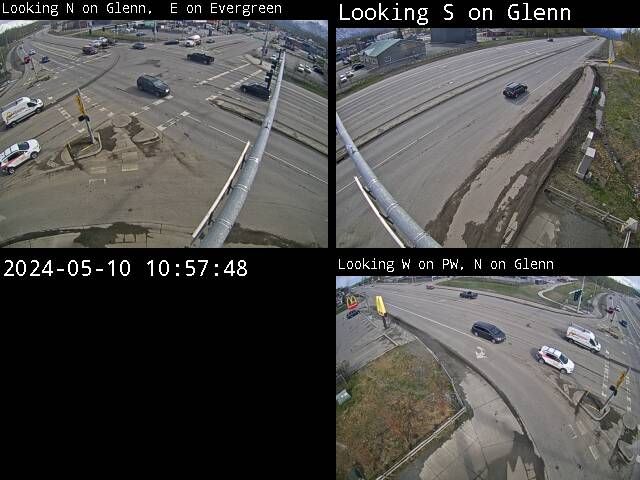 Looking N on Glenn,  E on Evergreen
Looking S on Glenn
2024-05-10 10:57:48
Looking W on PW, N on Glenn